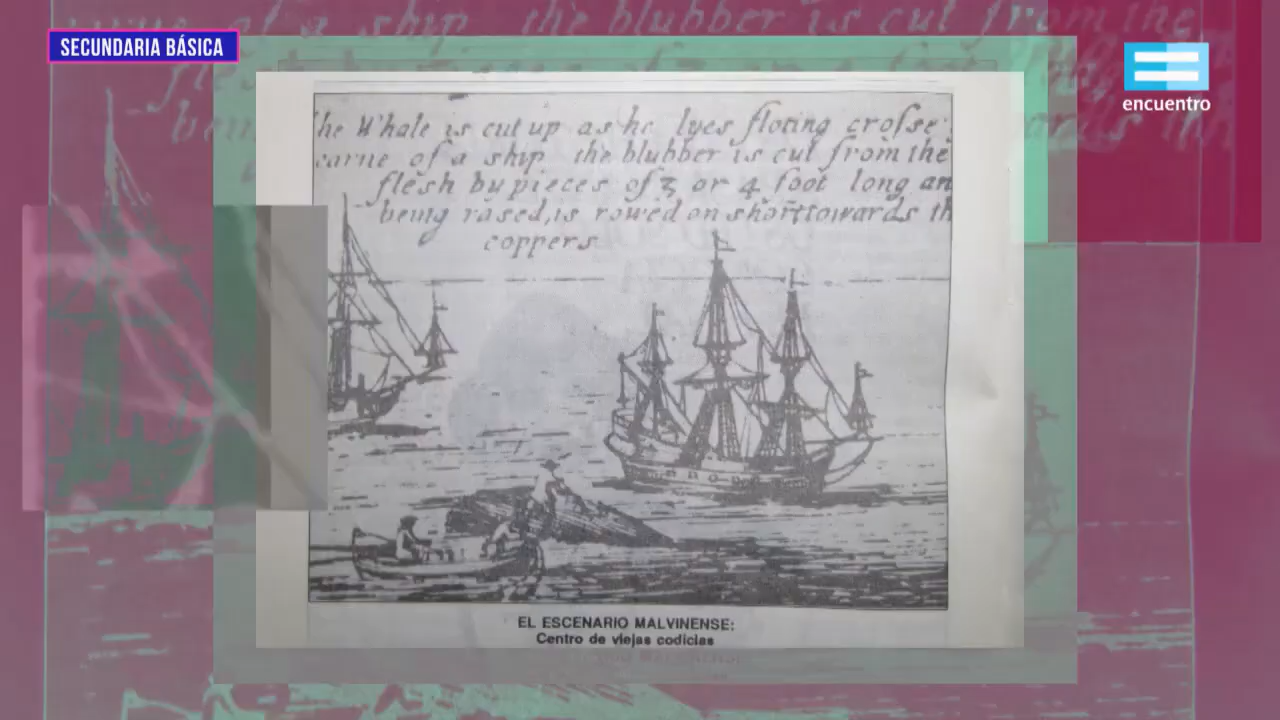 SECUNDARIA BÁSICA
encuentro
he Whale is cut up as he lyes floting crosse
carne of a ship the blubber is cut from the
flesh by pieces of 3 or 4 foot long an
being rased, is rowed on shore towards th
coppers
EL ESCENARIO MALVINENSE:
Centro de viejas codicias